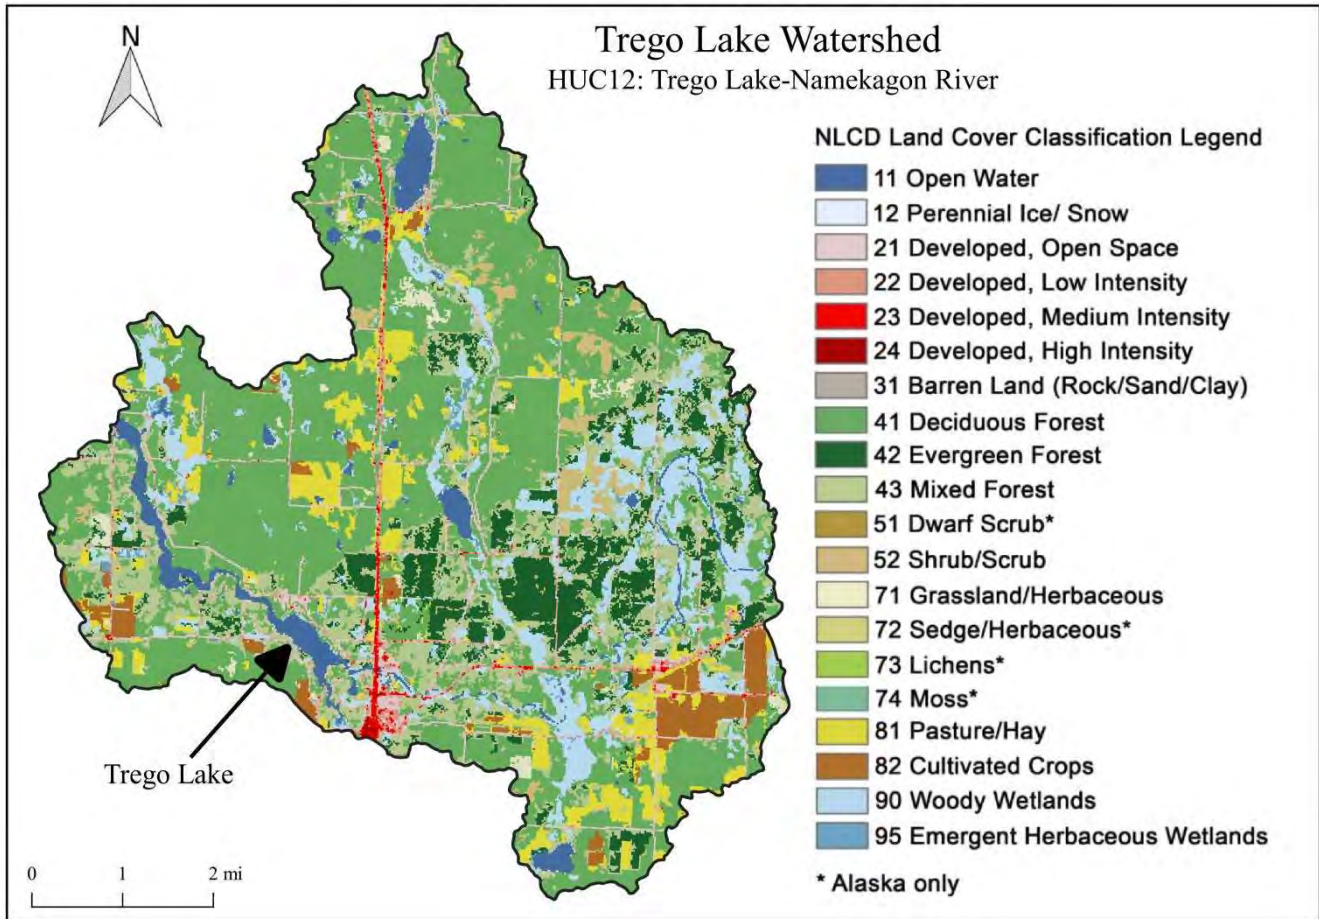 N
Trego Lake Watershed
HUC12: Trego Lake-Namekagon River
NLCD Land Cover Classification Legend
11 Open Water
12 Perennial Ice/ Snow
21 Developed, Open Space
22 Developed, Low Intensity
23 Developed, Medium Intensity
24 Developed, High Intensity
31 Barren Land (Rock/Sand/Clay)
41 Deciduous Forest
42 Evergreen Forest
43 Mixed Forest
51 Dwarf Scrub*
52 Shrub/Scrub
71 Grassland/Herbaceous
72 Sedge/Herbaceous*
73 Lichens*
74 Moss*
81 Pasture/Hay
82 Cultivated Crops
90 Woody Wetlands
95 Emergent Herbaceous Wetlands
* Alaska only
Trego Lake
0 1 2 mi